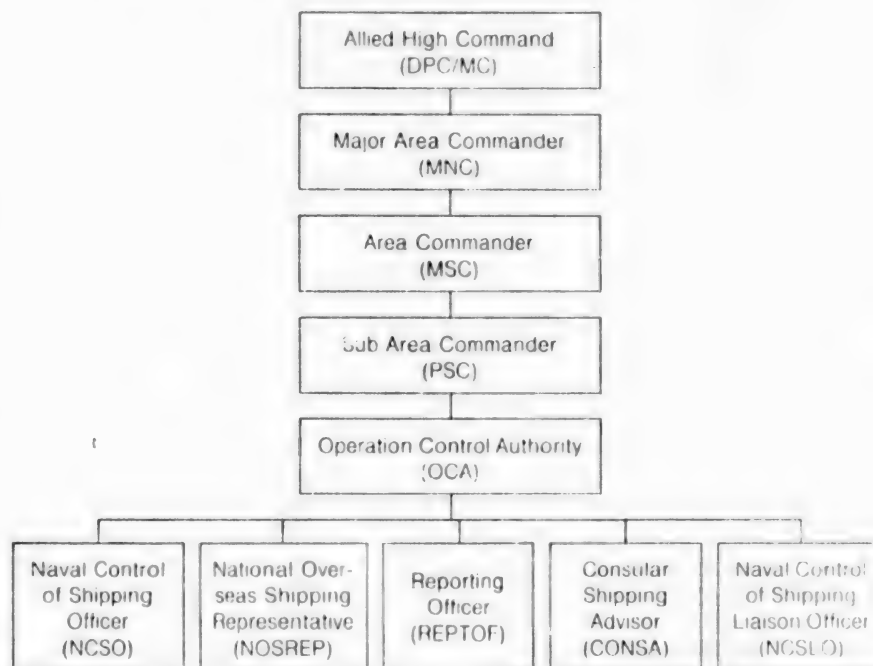 Allied High Command
(DPC/MC)
Major Area Commander
(MNC)
Area Commander
(MSC)
Sub Area Commander
(PSC)
Operation Control Authority
(OCA)
Naval Control
of Shipping
Officer
(NCSO)
National Over-
seas Shipping
Representative
(NOSREP)
Reporting
Officer
(REPTOF)
Consular
Shipping
Advisor
(CONSA)
Naval Control
of Shipping
Liaison Officer
(NCSLO)